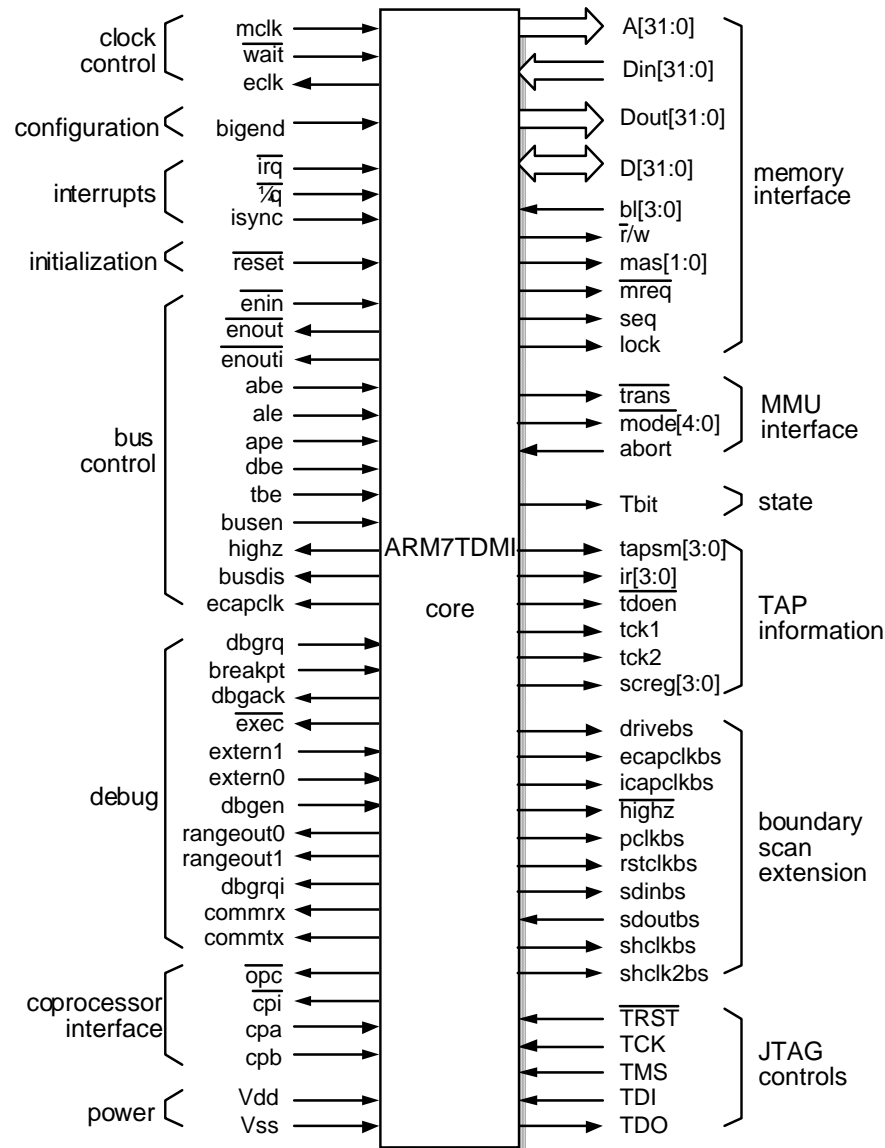 clock
control
mclk
wait
eclk
configuration
bigend
interrupts
irq
¼q
isync
initialization
reset
bus
control
enin
enout
enouti
abe
ale
ape
dbe
tbe
busen
highz
busdis
ecapclk
debug
dbgrq
breakpt
dbgack
exec
extern1
extern0
dbgen
rangeout0
rangeout1
dbgrqi
commrx
commtx
coprocessor
interface
opc
cpi
cpa
cpb
power
Vdd
Vss
ARM7TDMI
core
A[31:0]
Din[31:0]
Dout[31:0]
D[31:0]
bl[3:0]
r/w
mas[1:0]
mreq
seq
lock
memory
interface
trans
mode[4:0]
abort
MMU
interface
Tbit
state
tapsm[3:0]
ir[3:0]
tdoen
tck1
tck2
screg[3:0]
TAP
information
drivebs
ecapclkbs
icapclkbs
highz
pclkbs
rstclkbs
sdinbs
sdoutbs
shclkbs
shclk2bs
boundary
scan
extension
TRST
TCK
TMS
TDI
TDO
JTAG
controls